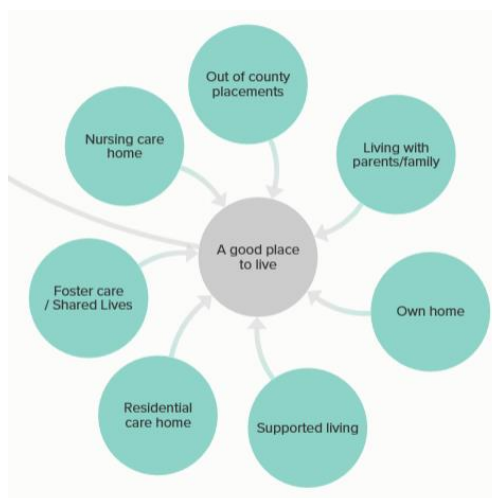 Out of county
placements
Nursing care
home
Living with
parents/family
A good place
to live
Foster care
/ Shared Lives
Own home
Residential
care home
Supported living